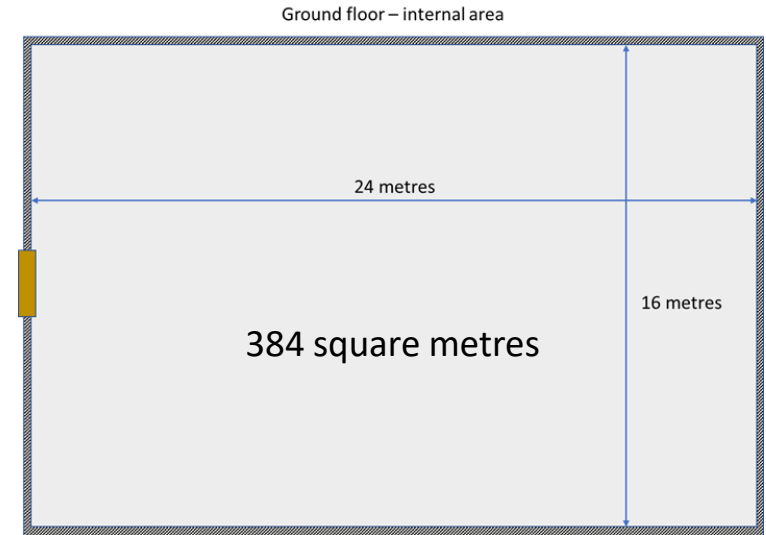 Ground floor – internal area
24 metres
16 metres
384 square metres